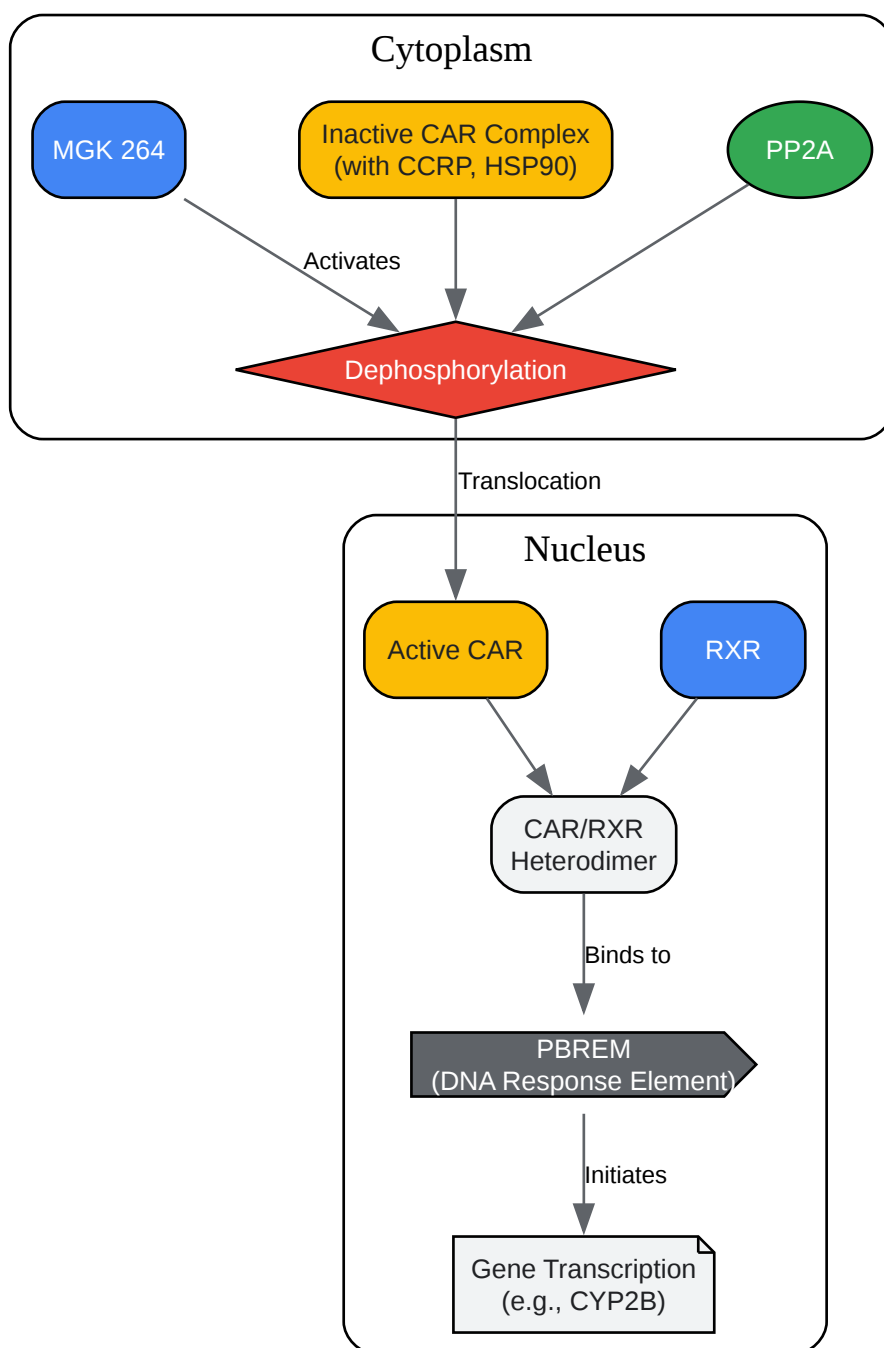 Cytoplasm
MGK 264
Inactive CAR Complex
(with CCRP, HSP90)
PP2A
Activates
Dephosphorylation
Translocation
Nucleus
Active CAR
RXR
CAR/RXR
Heterodimer
Binds to
PBREM
(DNA Response Element)
Initiates
Gene Transcription
(e.g., CYP2B)